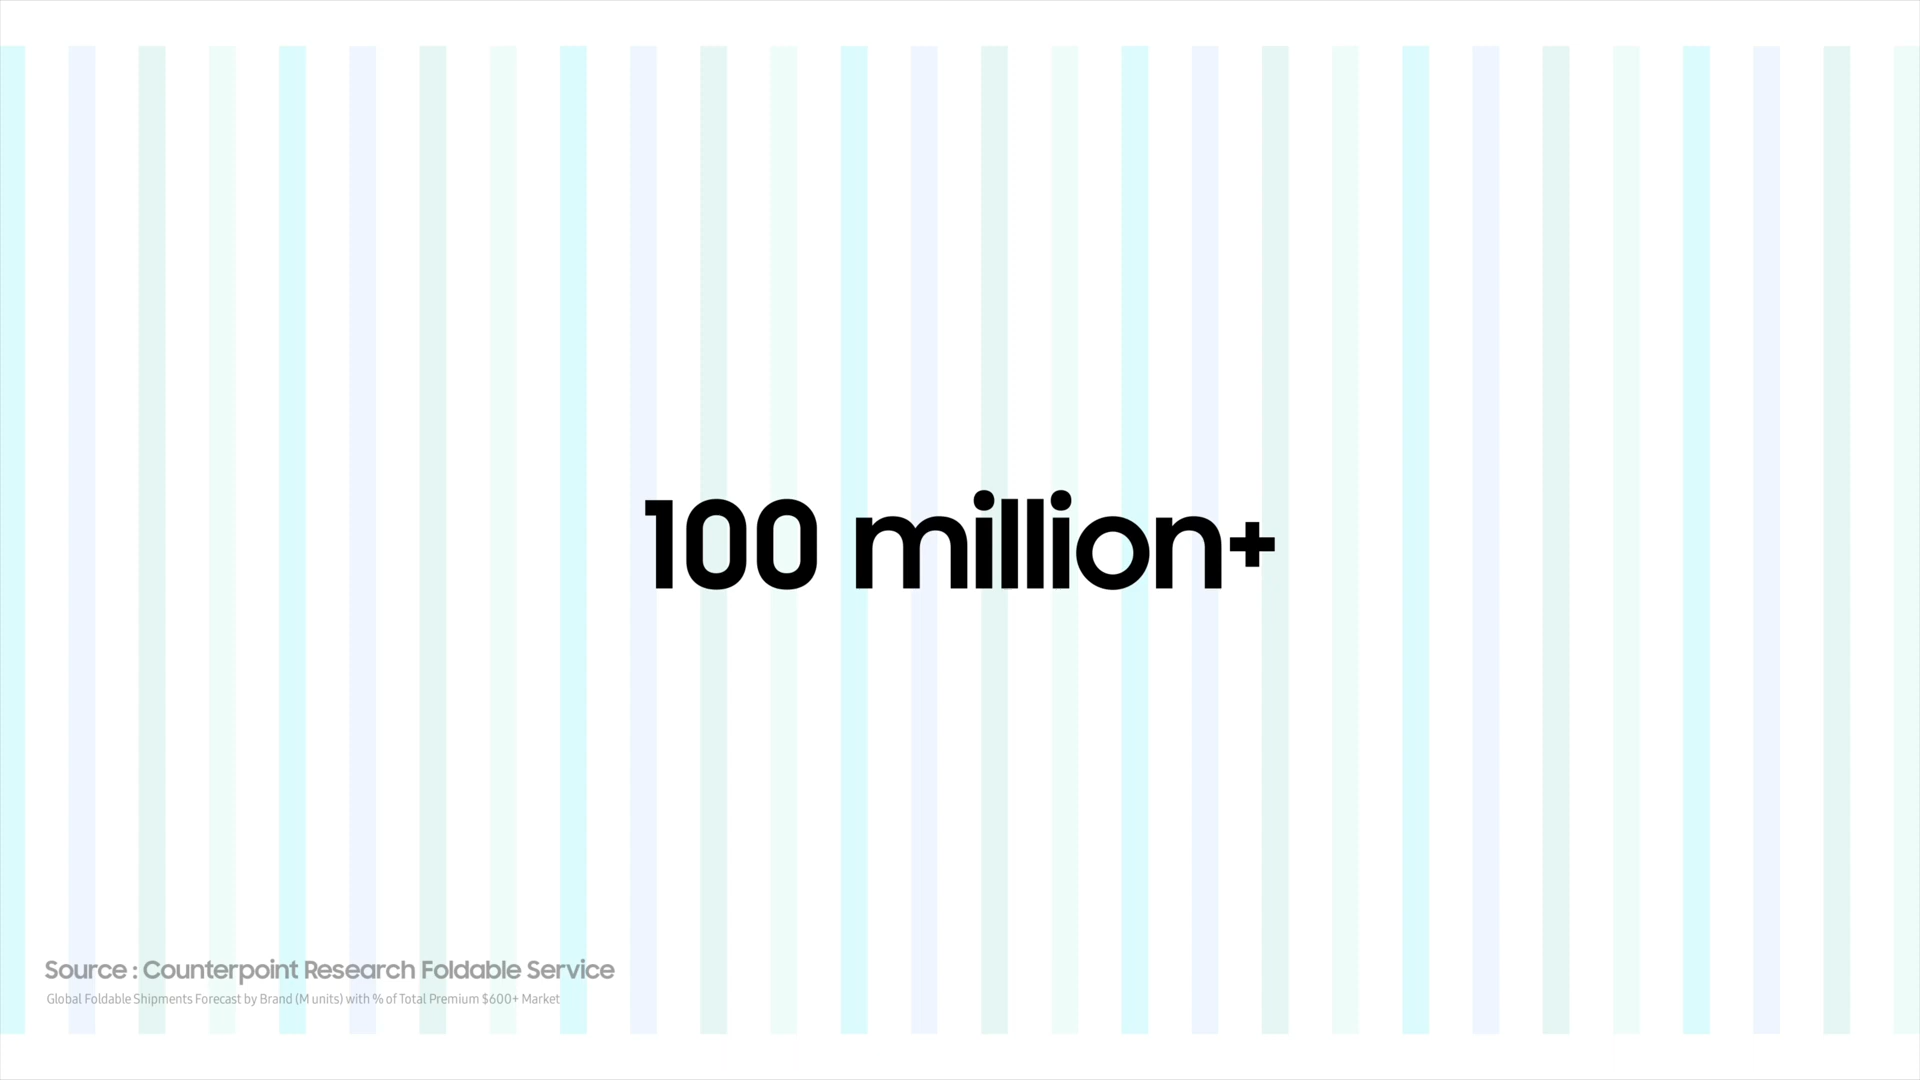 100 million+
Source : Counterpoint Research Foldable Service
Global Foldable Shipments Forecast by Brand (M units) with % of Total Premium $600+ Market